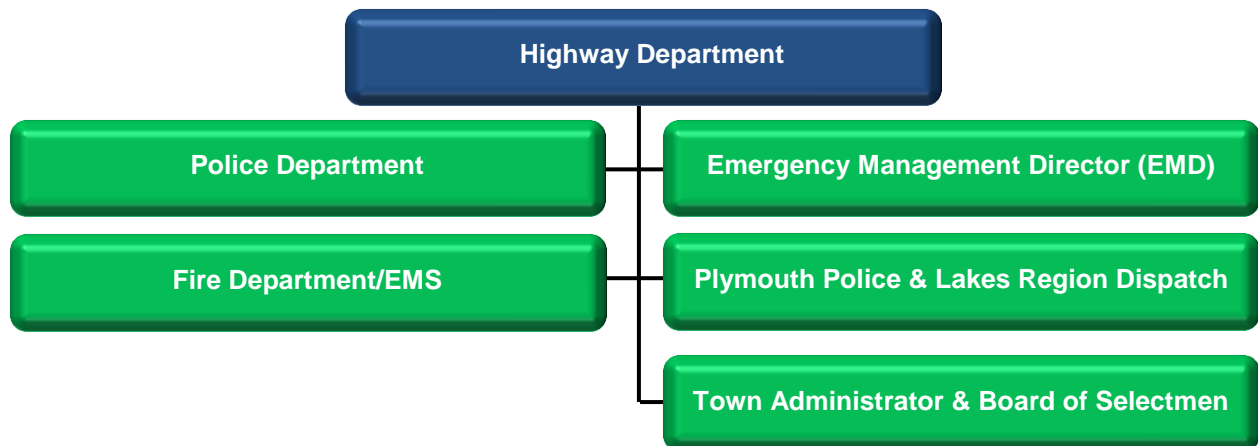 Highway Department
Police Department
Emergency Management Director (EMD)
Fire Department/EMS
Plymouth Police & Lakes Region Dispatch
Town Administrator & Board of Selectmen